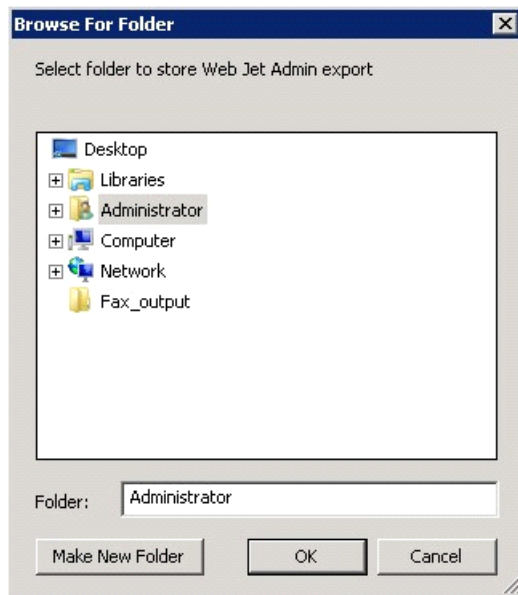 Browse For Folder
Select folder to store Web Jet Admin export
Desktop
Libraries
Administrator
Computer
Network
Fax_output
Folder: Administrator
Make New Folder OK Cancel